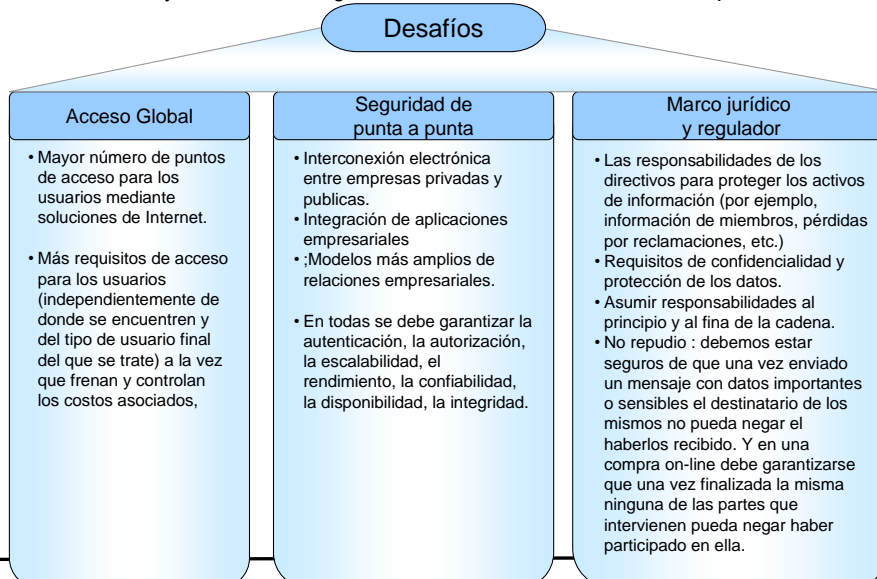 Desafíos
Acceso Global
• Mayor número de puntos
de acceso para los
usuarios mediante
soluciones de Internet.
• Más requisitos de acceso
para los usuarios
(independientemente de
donde se encuentren y
del tipo de usuario final
del que se trate) a la vez
que frenan y controlan
los costos asociados,
Seguridad de
punta a punta
• Interconexión electrónica
entre empresas privadas y
publicas.
• Integración de aplicaciones
empresariales
• ;Modelos más amplios de
relaciones empresariales.
• En todas se debe garantizar la
autenticación, la autorización,
la escalabilidad, el
rendimiento, la confiabilidad,
la disponibilidad, la integridad.
Marco jurídico
y regulador
• Las responsabilidades de los
directivos para proteger los activos
de información (por ejemplo,
información de miembros, pérdidas
por reclamaciones, etc.)
• Requisitos de confidencialidad y
protección de los datos.
• Asumir responsabilidades al
principio y al fina de la cadena.
• No repudio : debemos estar
seguros de que una vez enviado
un mensaje con datos importantes
o sensibles el destinatario de los
mismos no pueda negar el
haberlos recibido. Y en una
compra on-line debe garantizarse
que una vez finalizada la misma
ninguna de las partes que
intervienen pueda negar haber
participado en ella.